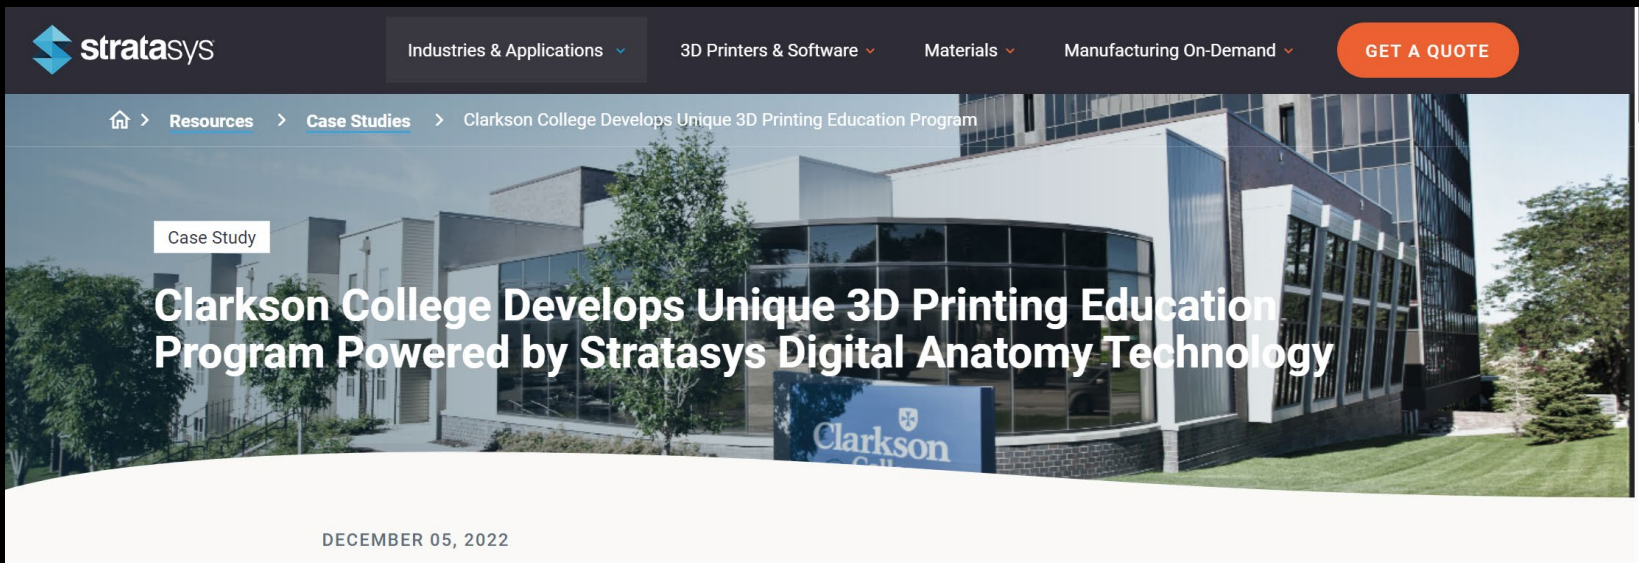 stratasys
Industries & Applications
3D Printers & Software
Materials
Manufacturing On-Demand
GET A QUOTE
Resources > Case Studies > Clarkson College Develops Unique 3D Printing Education Program
Case Study
Clarkson College Develops Unique 3D Printing Education
Program Powered by Stratasys Digital Anatomy Technology
Clarkson
DECEMBER 05, 2022